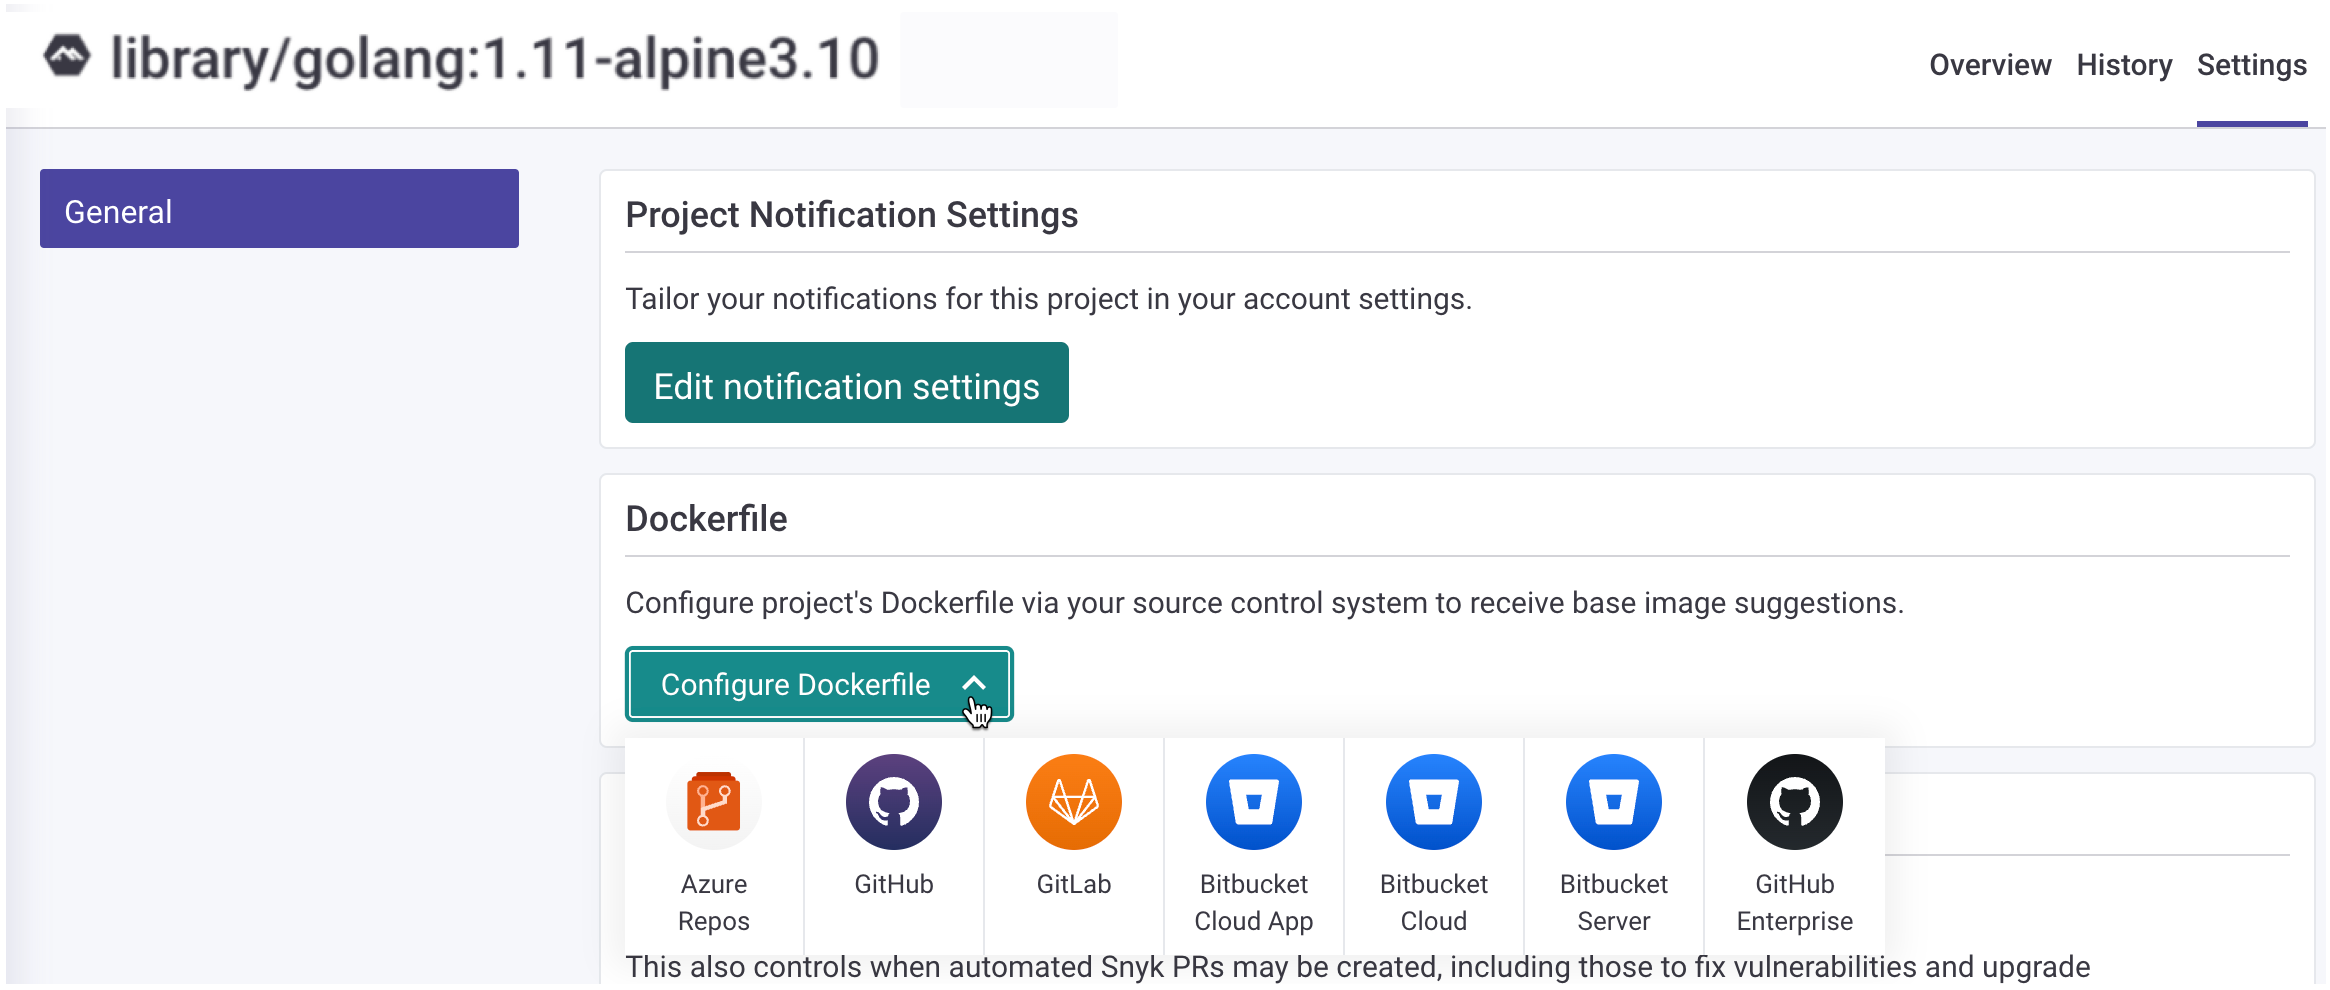 library/golang:1.11-alpine3.10
Overview History Settings
General
Project Notification Settings
Tailor your notifications for this project in your account settings.
Edit notification settings
Dockerfile
Configure project's Dockerfile via your source control system to receive base image suggestions.
Configure Dockerfile
Azure
Repos
GitHub
GitLab
Bitbucket
Cloud App
Bitbucket
Cloud
Bitbucket
Server
GitHub
Enterprise
This also controls when automated Snyk PRs may be created, including those to fix vulnerabilities and upgrade